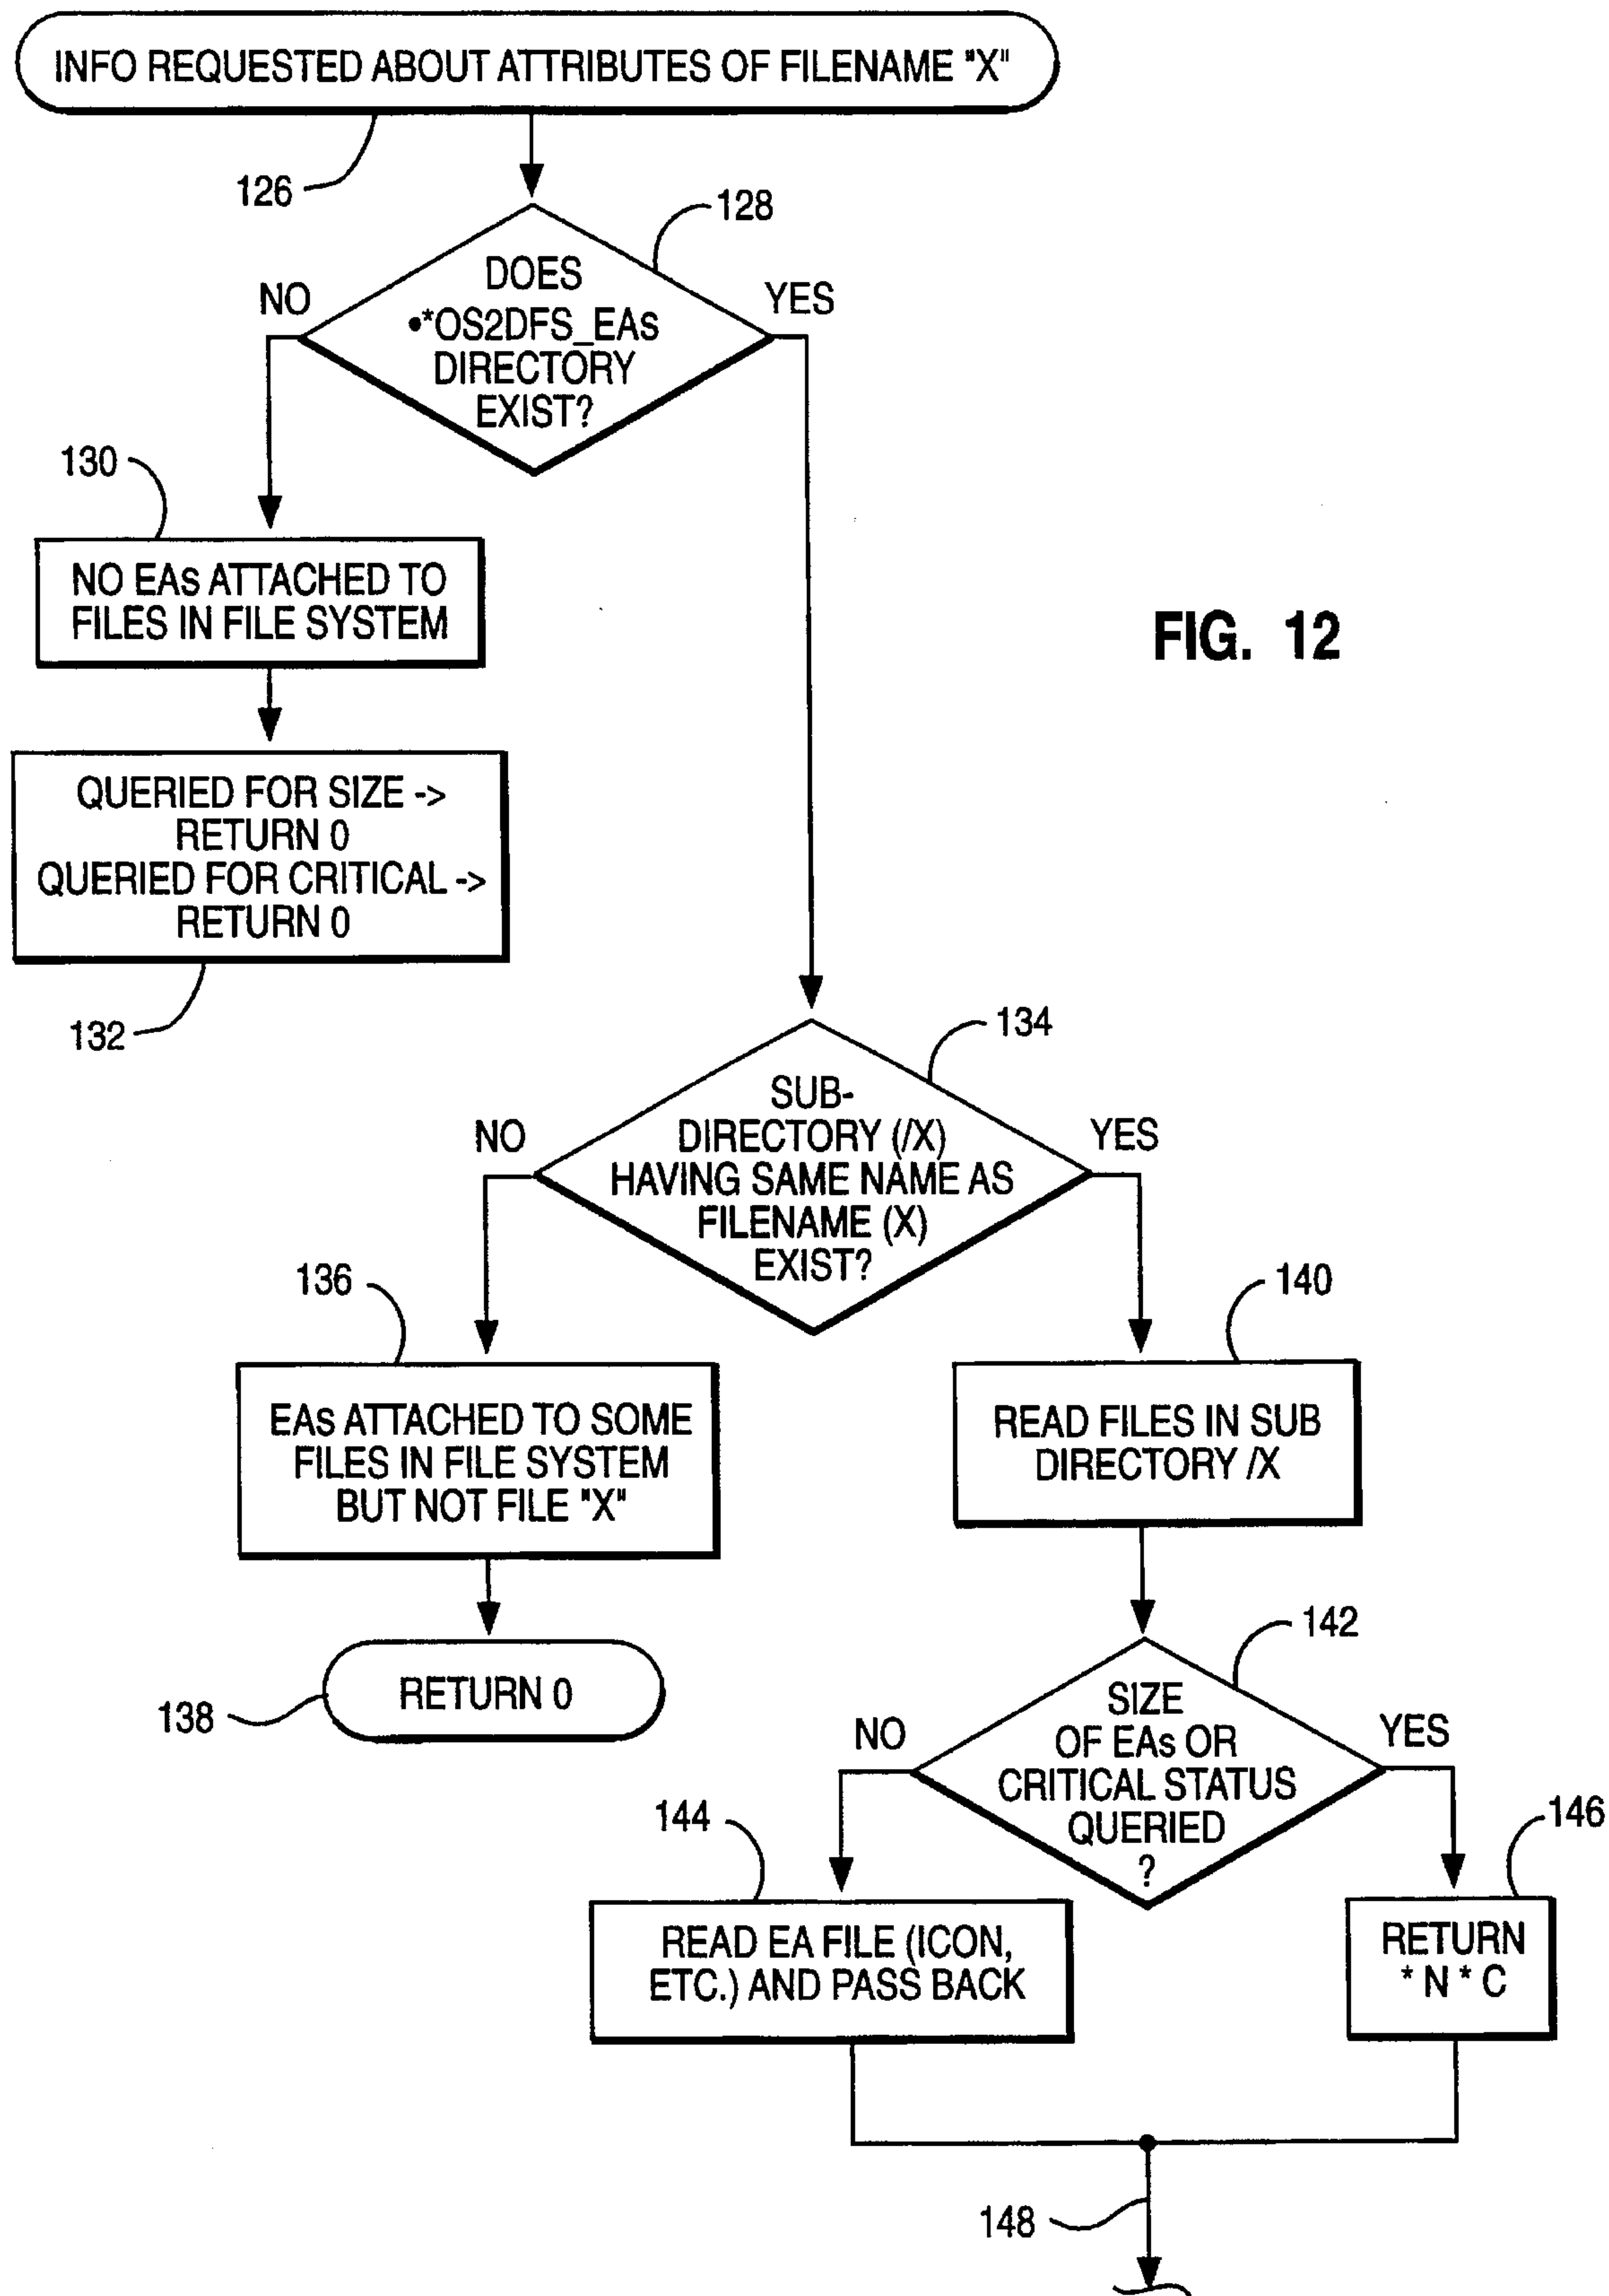 INFO REQUESTED ABOUT ATTRIBUTES OF FILENAME "X"
126
128
DOES
•*OS2DFS_EAs
DIRECTORY
EXIST?
NO
YES
130
NO EAs ATTACHED TO
FILES IN FILE SYSTEM
FIG. 12
QUERIED FOR SIZE ->
RETURN 0
QUERIED FOR CRITICAL ->
RETURN 0
132
134
SUB-
DIRECTORY (/X)
HAVING SAME NAME AS
FILENAME (X)
EXIST?
NO
YES
136
EAs ATTACHED TO SOME
FILES IN FILE SYSTEM
BUT NOT FILE "X"
140
READ FILES IN SUB
DIRECTORY /X
138
RETURN 0
142
SIZE
OF EAs OR
CRITICAL STATUS
QUERIED
?
NO
YES
144
READ EA FILE (ICON,
ETC.) AND PASS BACK
146
RETURN
* N * C
148